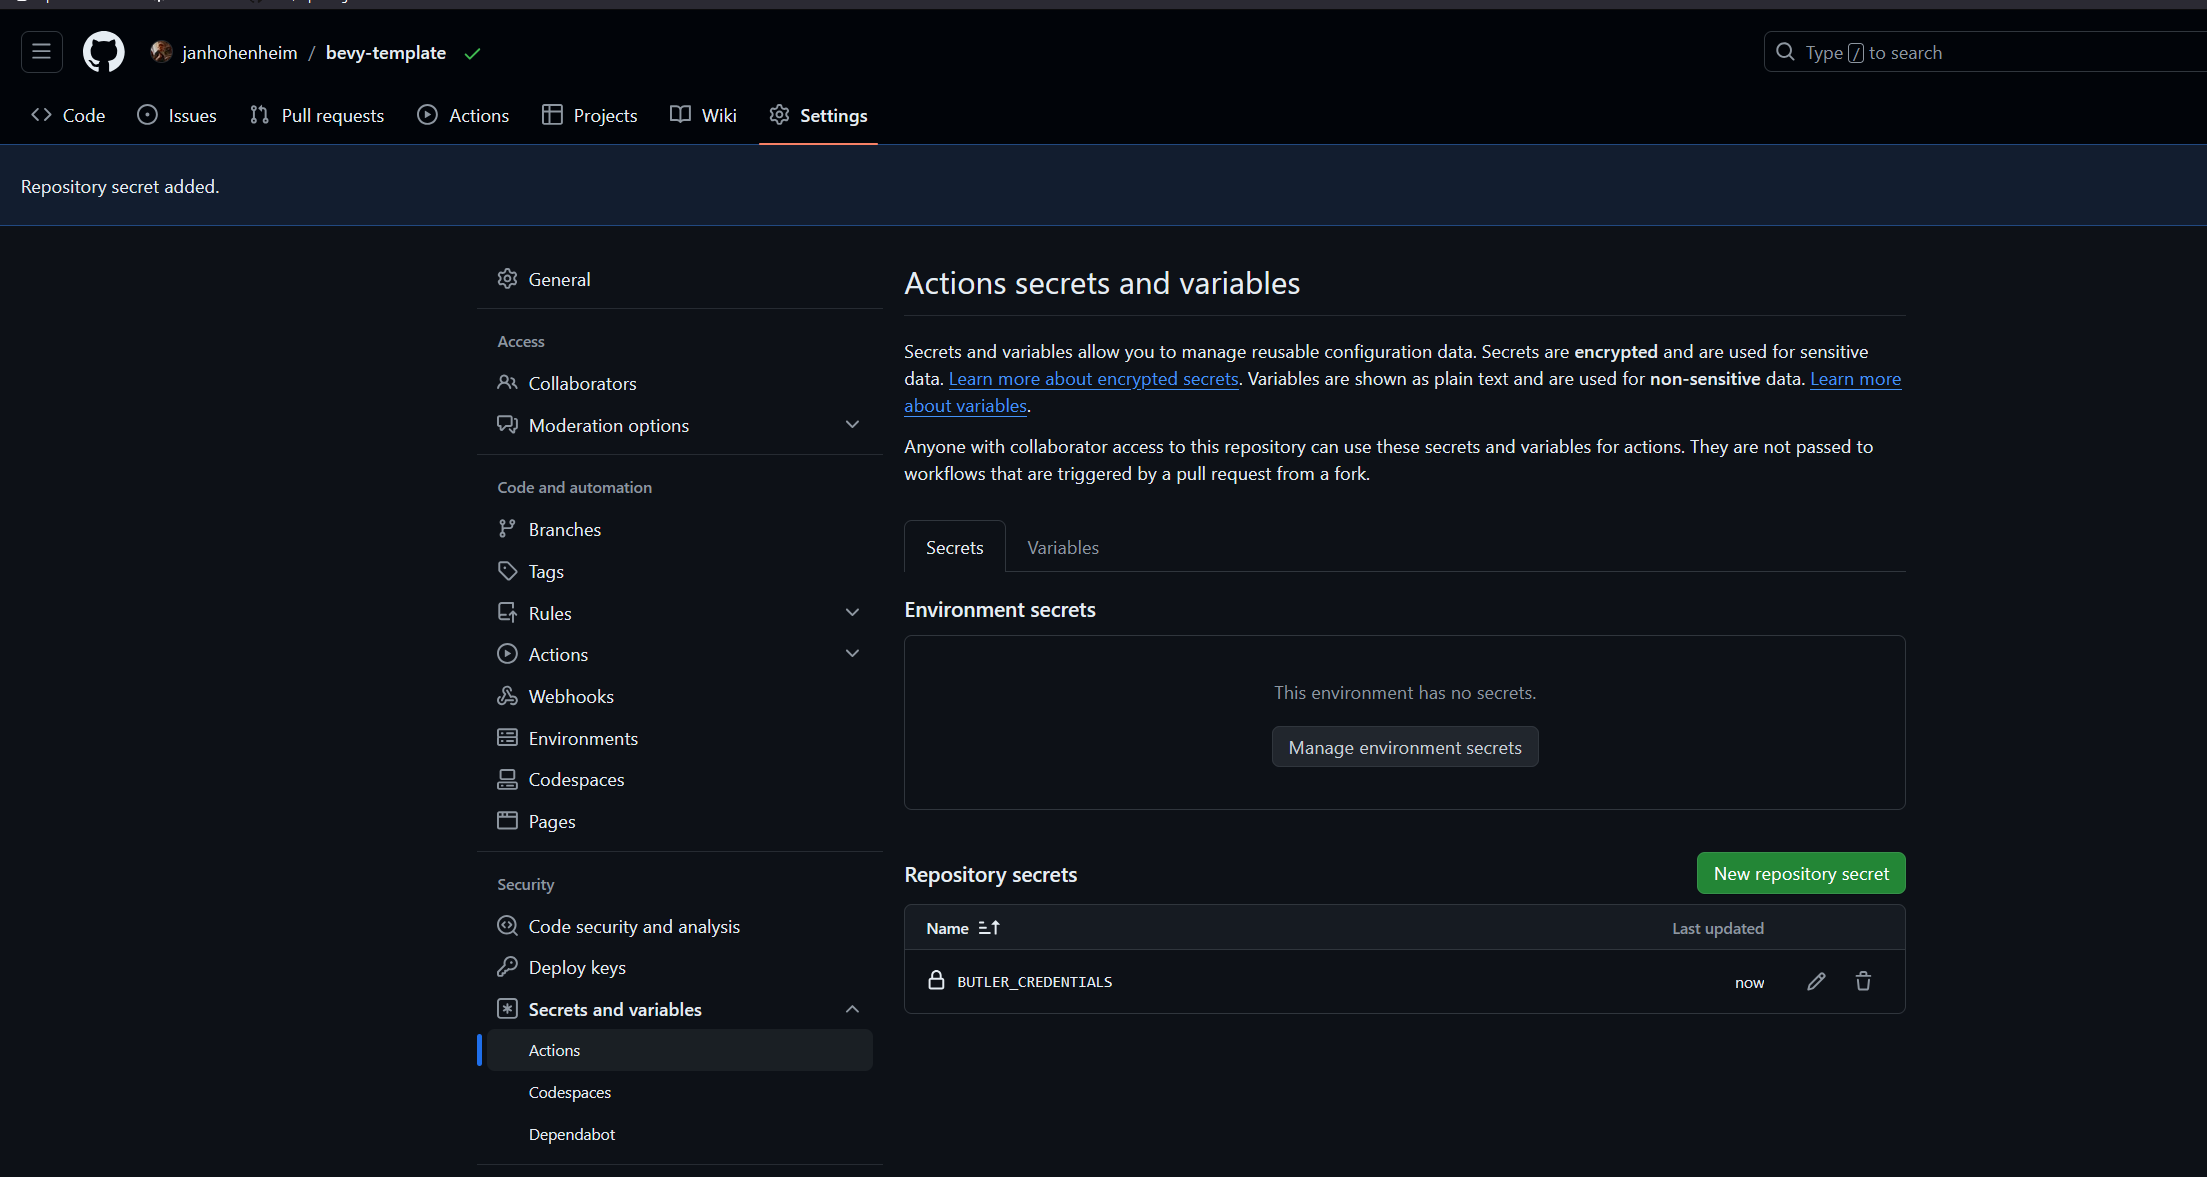 janhohenheim / bevy-template
Type / to search
Code Issues Pull requests Actions Projects Wiki Settings
Repository secret added.
General
Access
Collaborators
Moderation options
Code and automation
Branches
Tags
Rules
Actions
Webhooks
Environments
Codespaces
Pages
Security
Code security and analysis
Deploy keys
Secrets and variables
Actions
Codespaces
Dependabot
Actions secrets and variables
Secrets and variables allow you to manage reusable configuration data. Secrets are encrypted and are used for sensitive
data. Learn more about encrypted secrets. Variables are shown as plain text and are used for non-sensitive data. Learn more
about variables.
Anyone with collaborator access to this repository can use these secrets and variables for actions. They are not passed to
workflows that are triggered by a pull request from a fork.
Secrets Variables
Environment secrets
This environment has no secrets.
Manage environment secrets
Repository secrets
New repository secret
Name Last updated
BUTLER_CREDENTIALS now